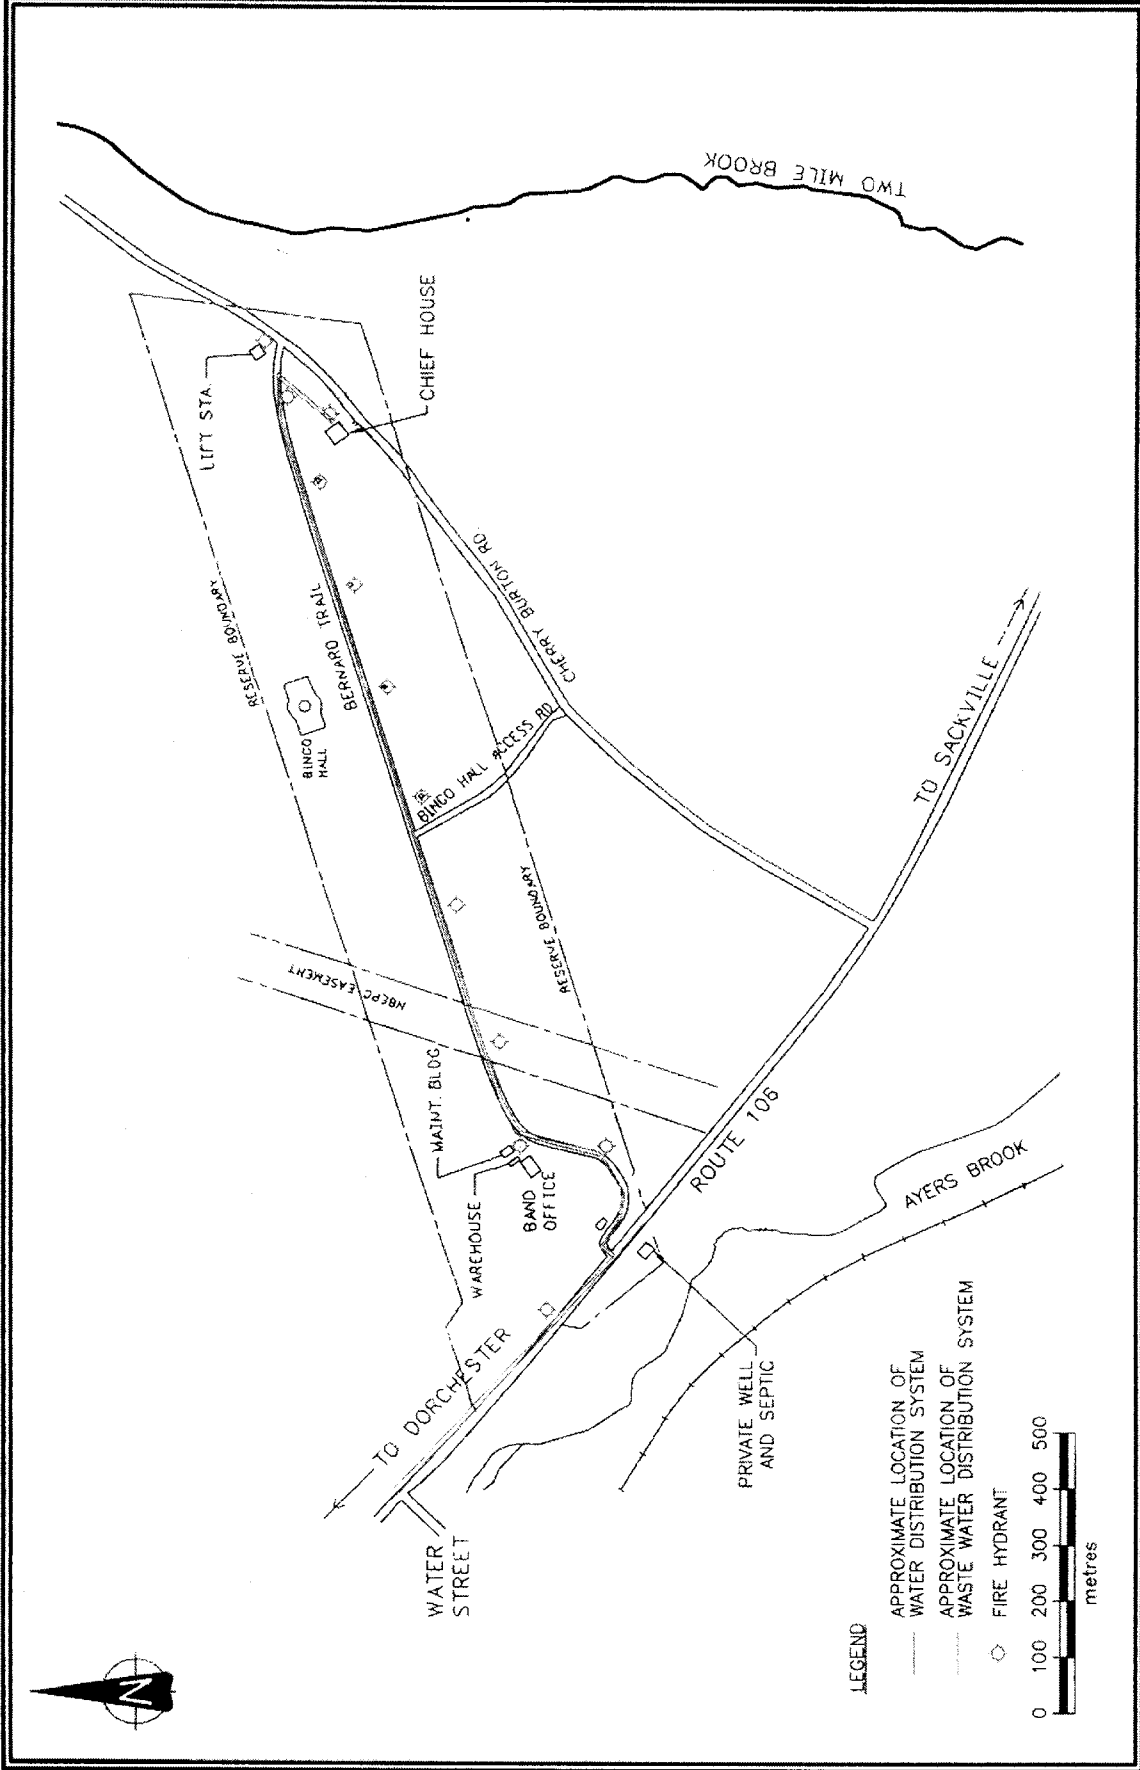 TWO MILE BROOK
CHIEF HOUSE
LIFT STA.
RESERVE BOUNDARY
BERNARD TRAIL
BINGO
HALL
CHERRY BURTON RD
BINGO HALL ACCESS RD
TO SACKVILLE
RESERVE BOUNDARY
NBEPC EASEMENT
MAINT. BLDG
WAREHOUSE
BAND
OFFICE
ROUTE 106
AYERS BROOK
TO DORCHESTER
PRIVATE WELL
AND SEPTIC
WATER
STREET
N
LEGEND
APPROXIMATE LOCATION OF
WATER DISTRIBUTION SYSTEM
APPROXIMATE LOCATION OF
WASTE WATER DISTRIBUTION SYSTEM
FIRE HYDRANT
0 100 200 300 400 500
metres